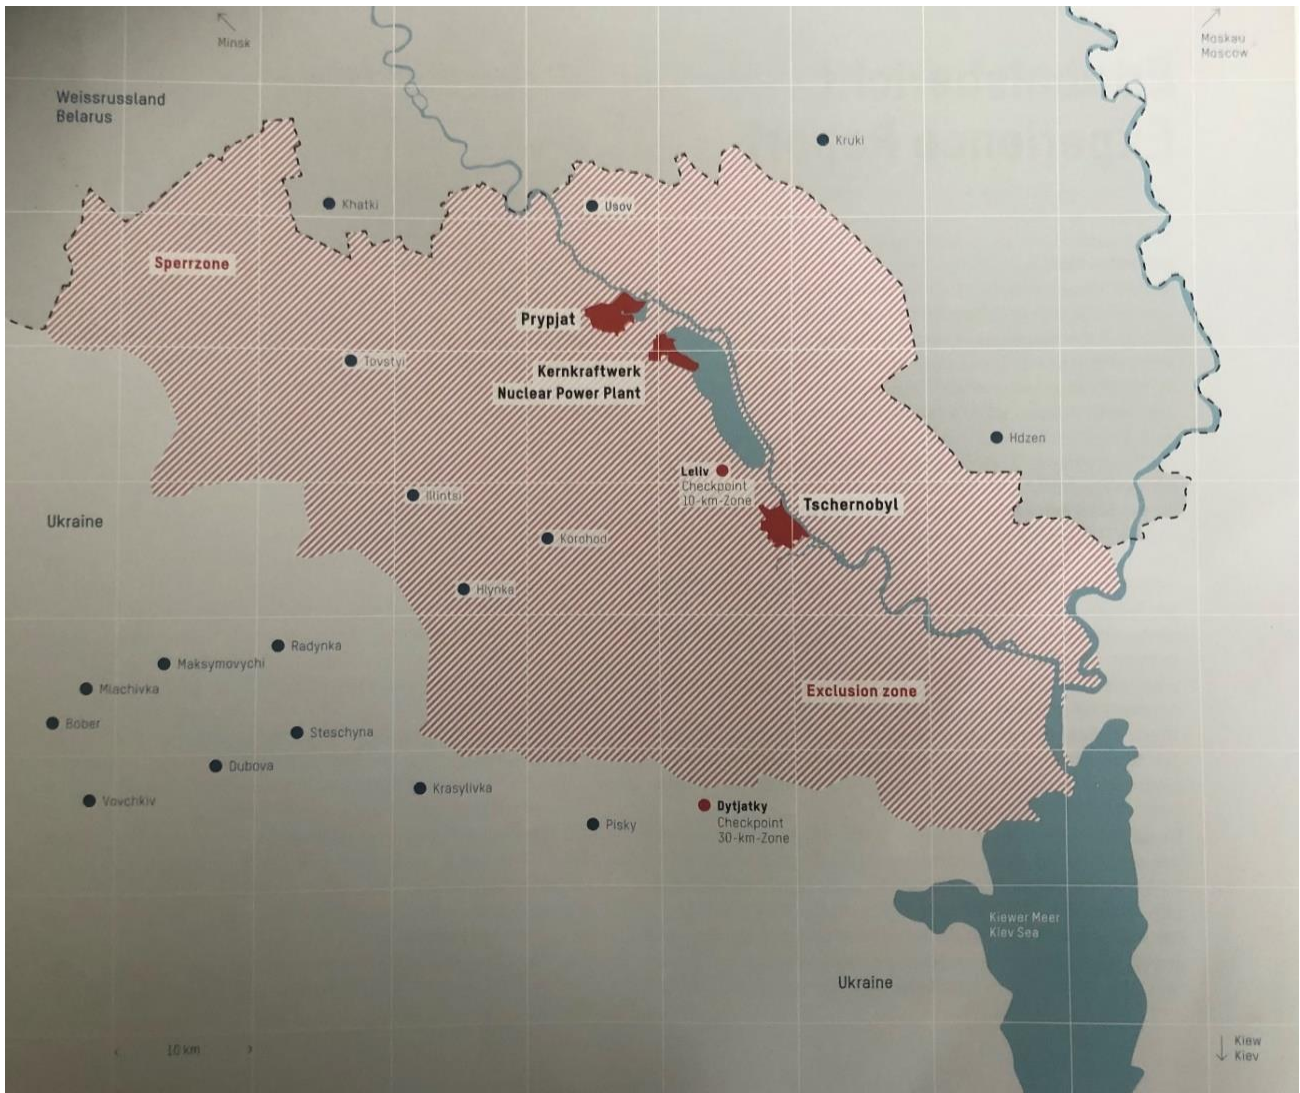 Minsk
Moskau
Moscow
Weissrussland
Belarus
Kruki
Khatki
Usov
Sperrzone
Prypjat
Tovstyi
Kernkraftwerk
Nuclear Power Plant
Hdzen
Leliv
Checkpoint
10-km-Zone
Illintsi
Tschernobyl
Ukraine
Korohod
Hlynka
Radynka
Maksymovychi
Mlachivka
Exclusion zone
Bober
Steschyna
Dubova
Krasylivka
Vovchkiv
Dytjatky
Checkpoint
30-km-Zone
Pisky
Kiewer Meer
Kiev Sea
Ukraine
10 km
Kiew
Kiev